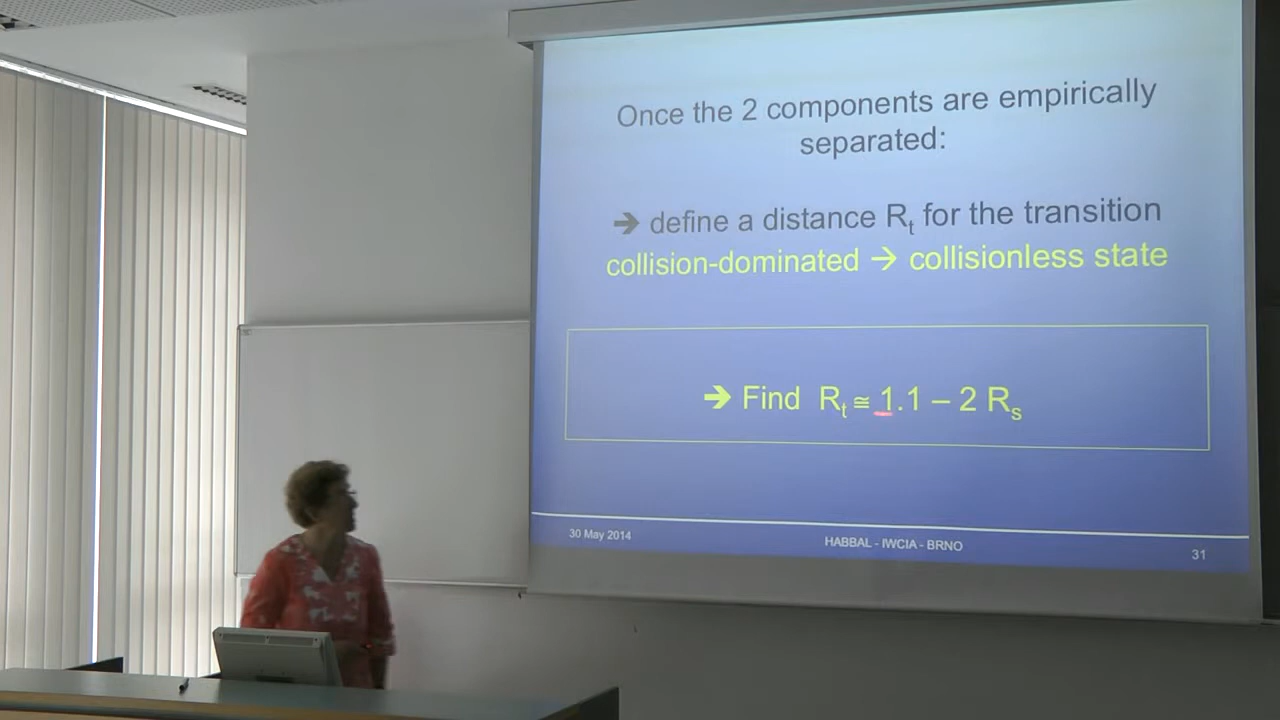 Once the 2 components are empirically
separated:
➔ define a distance Rt for the transition
collision-dominated → collisionless state
➔ Find Rt ≅ 1.1 – 2 Rs
30 May 2014
HABBAL - IWCIA - BRNO
31